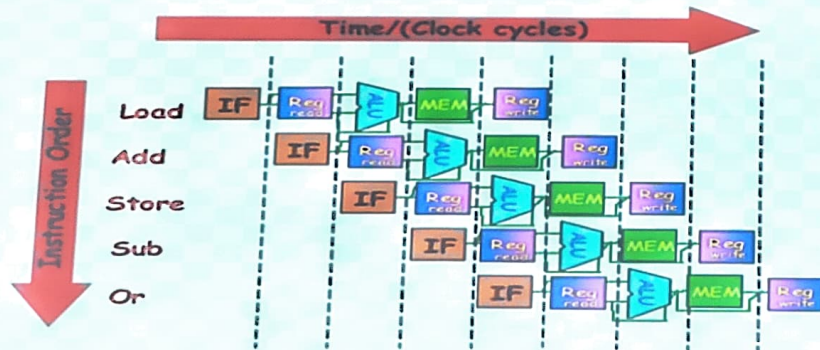 Time/(Clock cycles)
Instruction Order
Load IF Reg read ALU MEM Reg write
Add IF Reg read ALU MEM Reg write
Store IF Reg read ALU MEM Reg write
Sub IF Reg read ALU MEM Reg write
Or IF Reg read ALU MEM Reg write